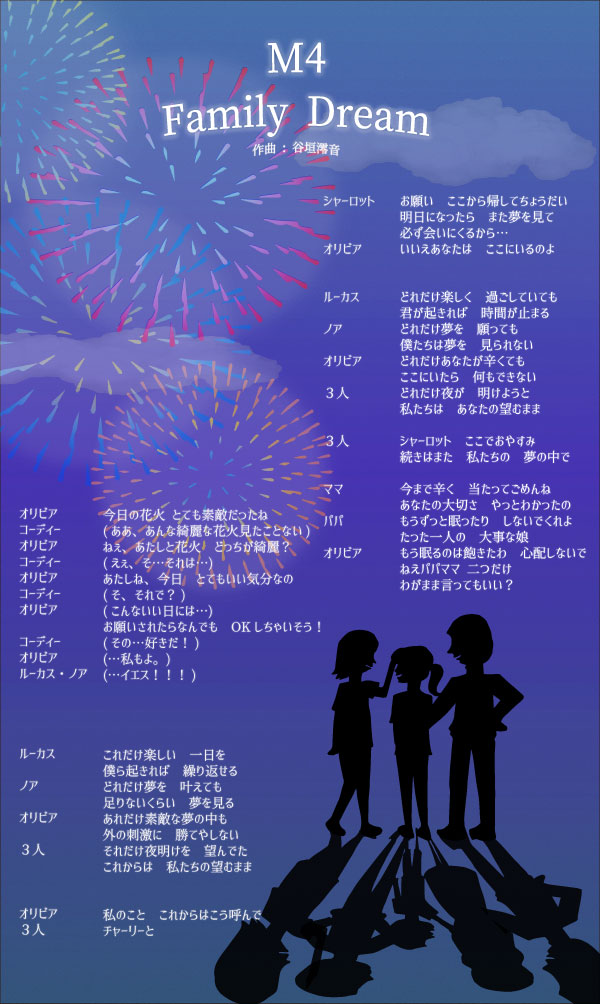 M4
Family Dream
作曲 : 谷垣澪音
オリビア 今日の花火 とても素敵だったね
コーディー (ああ、あんな綺麗な花火見たことない)
オリビア ねぇ、あたしと花火 どっちが綺麗？
コーディー (ええ、そ…それは…)
オリビア あたしね、今日 とてもいい気分なの
コーディー (そ、それで？)
オリビア (こんないい日には…)
お願いされたらなんでも OKしちゃいそう！
コーディー (その…好きだ！)
オリビア (…私もよ。)
ルーカス・ノア (…イエス！！！)
ルーカス これだけ楽しい 一日を
僕ら起きれば 繰り返せる
ノア どれだけ夢を 叶えても
足りないくらい 夢を見る
オリビア あれだけ素敵な夢の中も
外の刺激に 勝てやしない
３人 それだけ夜明けを 望んでた
これからは 私たちの望むまま
オリビア 私のこと これからはこう呼んで
３人 チャーリーと
シャーロット お願い ここから帰してちょうだい
明日になったら また夢を見て
必ず会いにくるから…
オリビア いいえあなたは ここにいるのよ
ルーカス どれだけ楽しく 過ごしていても
君が起きれば 時間が止まる
ノア どれだけ夢を 願っても
僕たちは夢を 見られない
オリビア どれだけあなたが辛くても
ここにいたら 何もできない
３人 どれだけ夜が 明けようと
私たちは あなたの望むまま
３人 シャーロット ここでおやすみ
続きはまた 私たちの 夢の中で
ママ 今まで辛く 当たってごめんね
あなたの大切さ やっとわかったの
パパ もうずっと眠ったり しないでくれよ
たった一人の 大事な娘
オリビア もう眠るのは飽きたわ 心配しないで
ねえパパママ 二つだけ
わがまま言ってもいい？